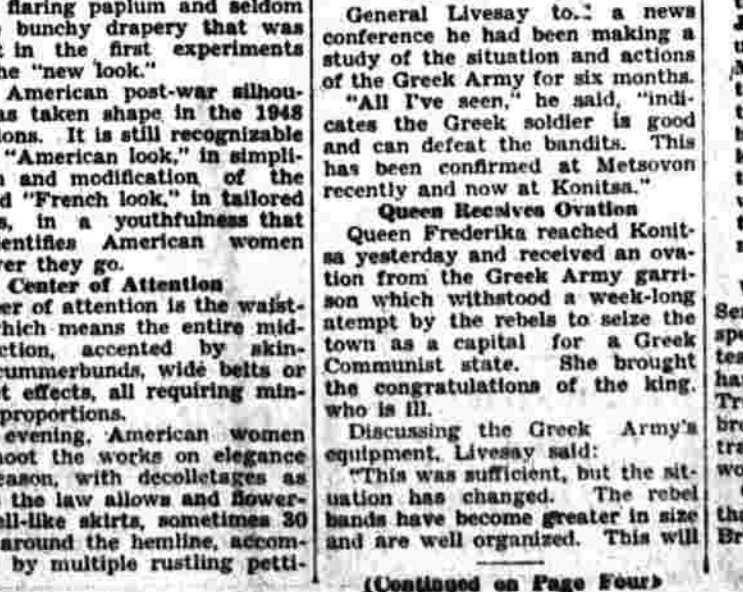 flaring paplum and seldom
bunchy drapery that was
in the first experiments
he "new look."
American post-war silhou-
as taken shape in the 1948
ions. It is still recognizable
"American look," in simpli-
and modification of the
d "French look," in tailored
s, in a youthfulness that
entifies American women
ver they go.
Center of Attention
er of attention is the waist-
hich means the entire mid-
ction, accented by skin-
cummerbunds, wide belts or
t effects, all requiring min-
proportions.
evening, American women
hoot the works on elegance
eason, with decolletages as
the law allows and flower-
ell-like skirts, sometimes 30
around the hemline, accom-
by multiple rustling petti-
General Livesay to.: a news
conference he had been making a
study of the situation and actions
of the Greek Army for six months.
"All I've seen," he said, "indi-
cates the Greek soldier is good
and can defeat the bandits. This
has been confirmed at Metsovon
recently and now at Konitsa."
Queen Receives Ovation
Queen Frederika reached Konit-
sa yesterday and received an ova-
tion from the Greek Army garri-
son which withstood a week-long
atempt by the rebels to seize the
town as a capital for a Greek
Communist state. She brought
the congratulations of the king,
who is ill.
Discussing the Greek Army's
equipment, Livesay said:
"This was sufficient, but the sit-
uation has changed. The rebel
bands have become greater in size
and are well organized. This will
(Continued on Page Four)